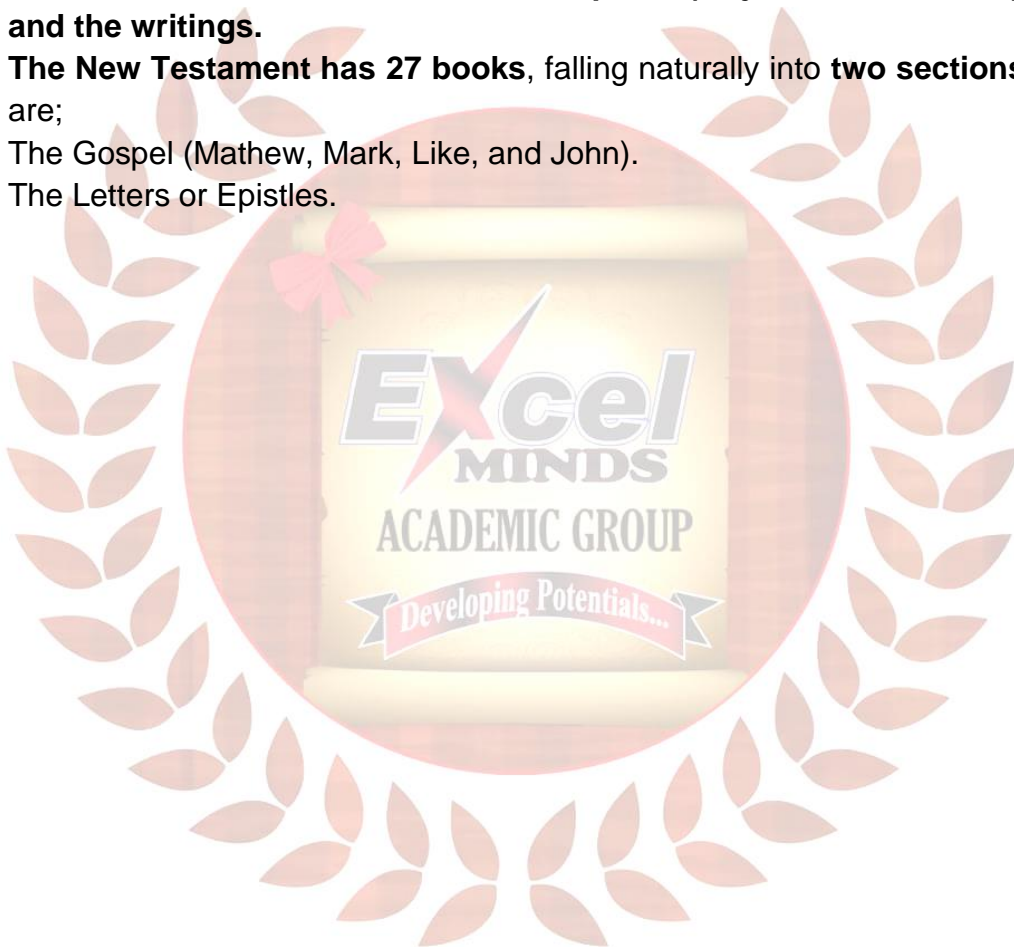 and the writings.
The New Testament has 27 books, falling naturally into two sections
are;
The Gospel (Mathew, Mark, Like, and John).
The Letters or Epistles.
Excel
MINDS
ACADEMIC GROUP
Developing Potentials...